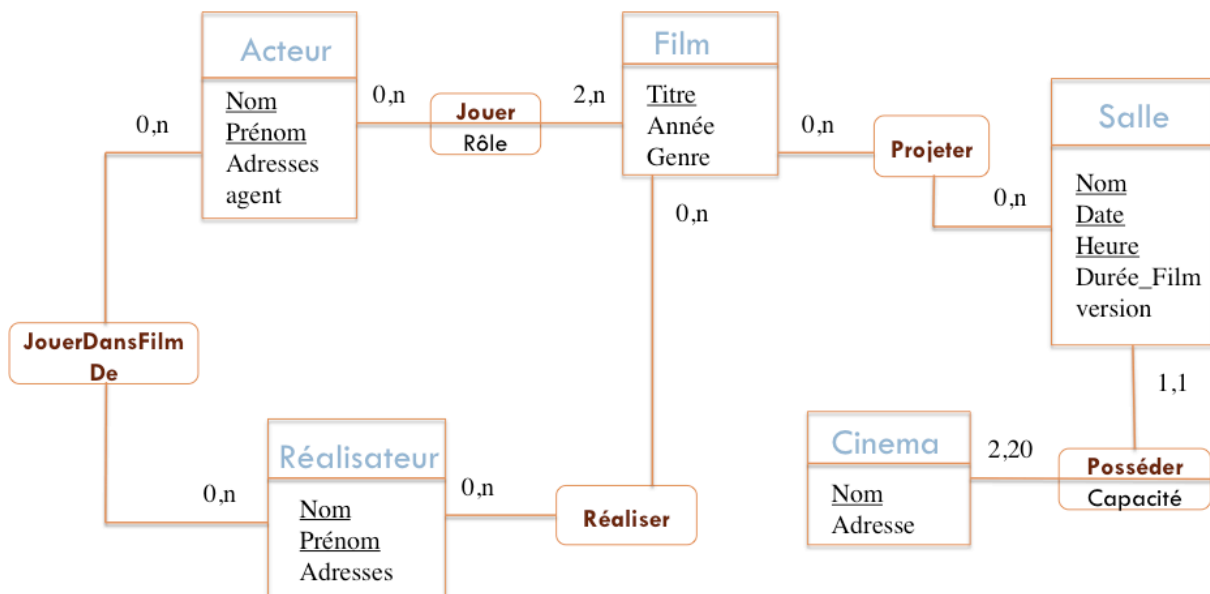 Acteur
Nom
Prénom
Adresses
agent
0,n
0,n
Jouer
Rôle
2,n
Film
Titre
Année
Genre
0,n
0,n
Projeter
0,n
Salle
Nom
Date
Heure
Durée_Film
version
1,1
JouerDansFilm
De
0,n
Réalisateur
Nom
Prénom
Adresses
0,n
Réaliser
Cinema
Nom
Adresse
2,20
Posséder
Capacité